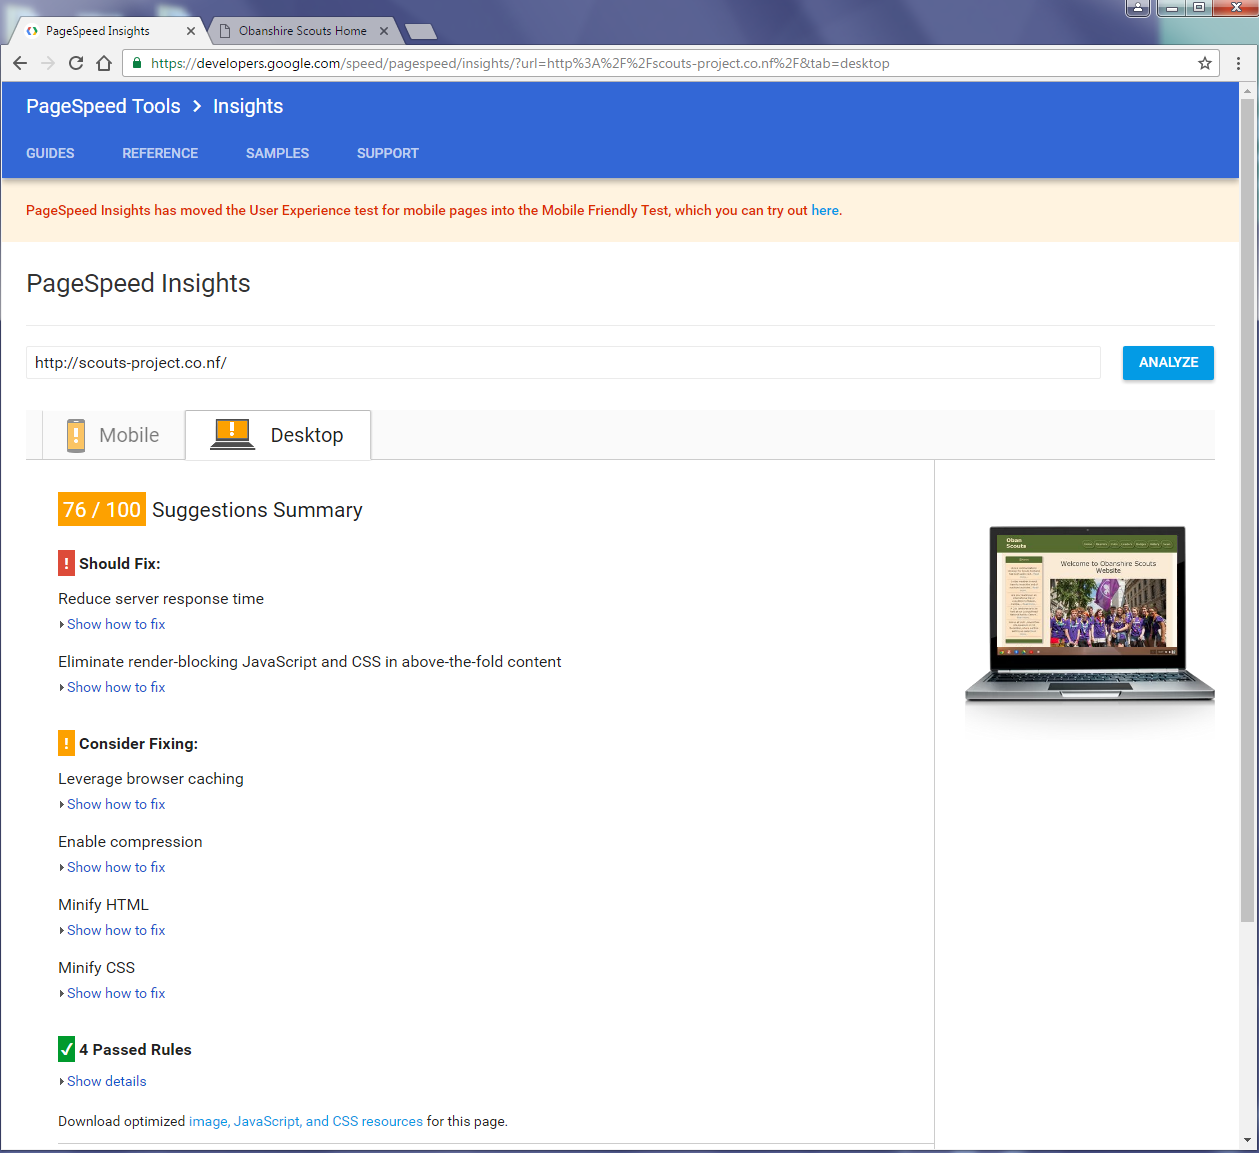 PageSpeed Insights
Obanshire Scouts Home
https://developers.google.com/speed/pagespeed/insights/?url=http%3A%2F%2Fscouts-project.co.nf%2F&tab=desktop
PageSpeed Tools > Insights
GUIDES REFERENCE SAMPLES SUPPORT
PageSpeed Insights has moved the User Experience test for mobile pages into the Mobile Friendly Test, which you can try out here.
PageSpeed Insights
http://scouts-project.co.nf/
ANALYZE
Mobile
Desktop
76 / 100 Suggestions Summary
! Should Fix:
Reduce server response time
Show how to fix
Eliminate render-blocking JavaScript and CSS in above-the-fold content
Show how to fix
! Consider Fixing:
Leverage browser caching
Show how to fix
Enable compression
Show how to fix
Minify HTML
Show how to fix
Minify CSS
Show how to fix
4 Passed Rules
Show details
Download optimized image, JavaScript, and CSS resources for this page.
Oban
Scouts
Welcome to Obanshire Scouts
Website